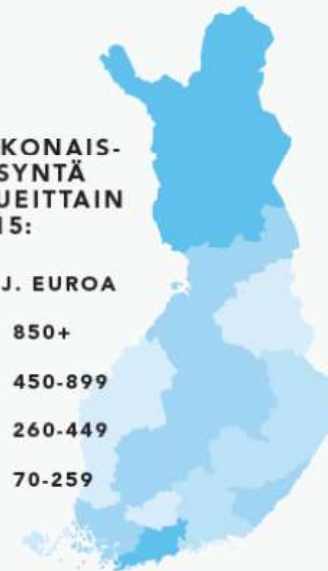 KONAIS-
SYNTÄ
UEITTAIN
15:
J. EUROA
850+
450-899
260-449
70-259